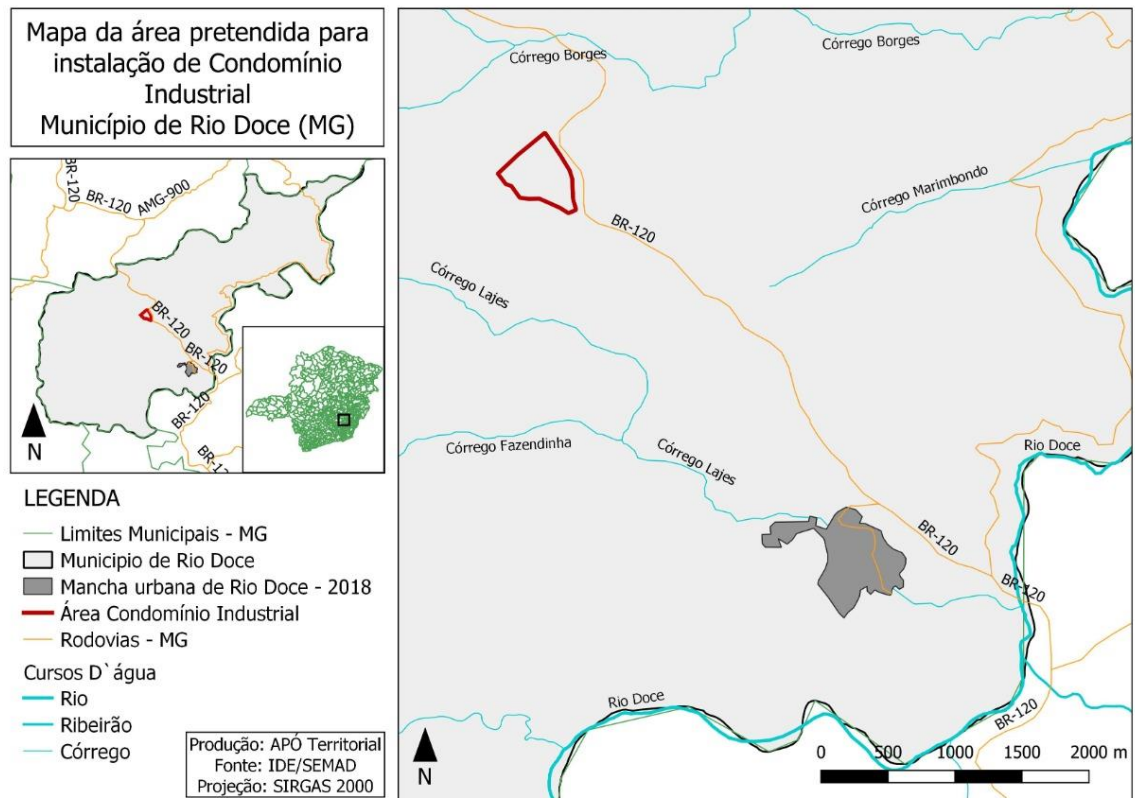 Mapa da área pretendida para
instalação de Condomínio
Industrial
Município de Rio Doce (MG)
BR-120
BR-120
AMG-900
BR-120
BR-120
BR-120
BR-12
N
LEGENDA
Limites Municipais - MG
Municipio de Rio Doce
Mancha urbana de Rio Doce - 2018
Área Condomínio Industrial
Rodovias - MG
Cursos D`água
Rio
Ribeirão
Córrego
Produção: APÓ Territorial
Fonte: IDE/SEMAD
Projeção: SIRGAS 2000
Córrego Borges
Córrego Borges
Córrego Marimbondo
BR-120
Córrego Lajes
Córrego Fazendinha
Córrego Lajes
Rio Doce
BR-120
BR-120
Rio Doce
BR-120
N
0 500 1000 1500 2000 m